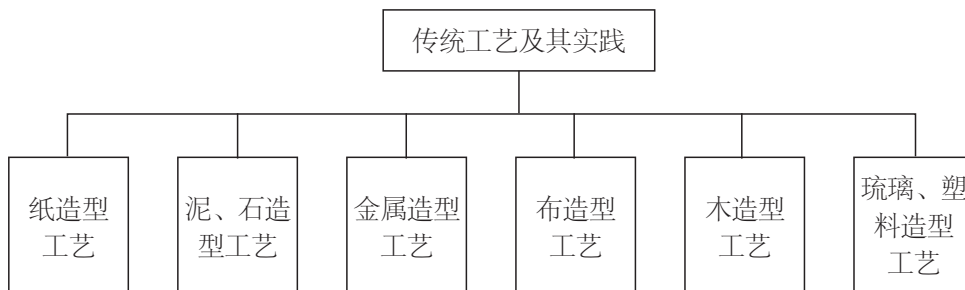 传统工艺及其实践
纸造型
工艺
泥、石造
型工艺
金属造型
工艺
布造型
工艺
木造型
工艺
琉璃、塑
料造型
工艺